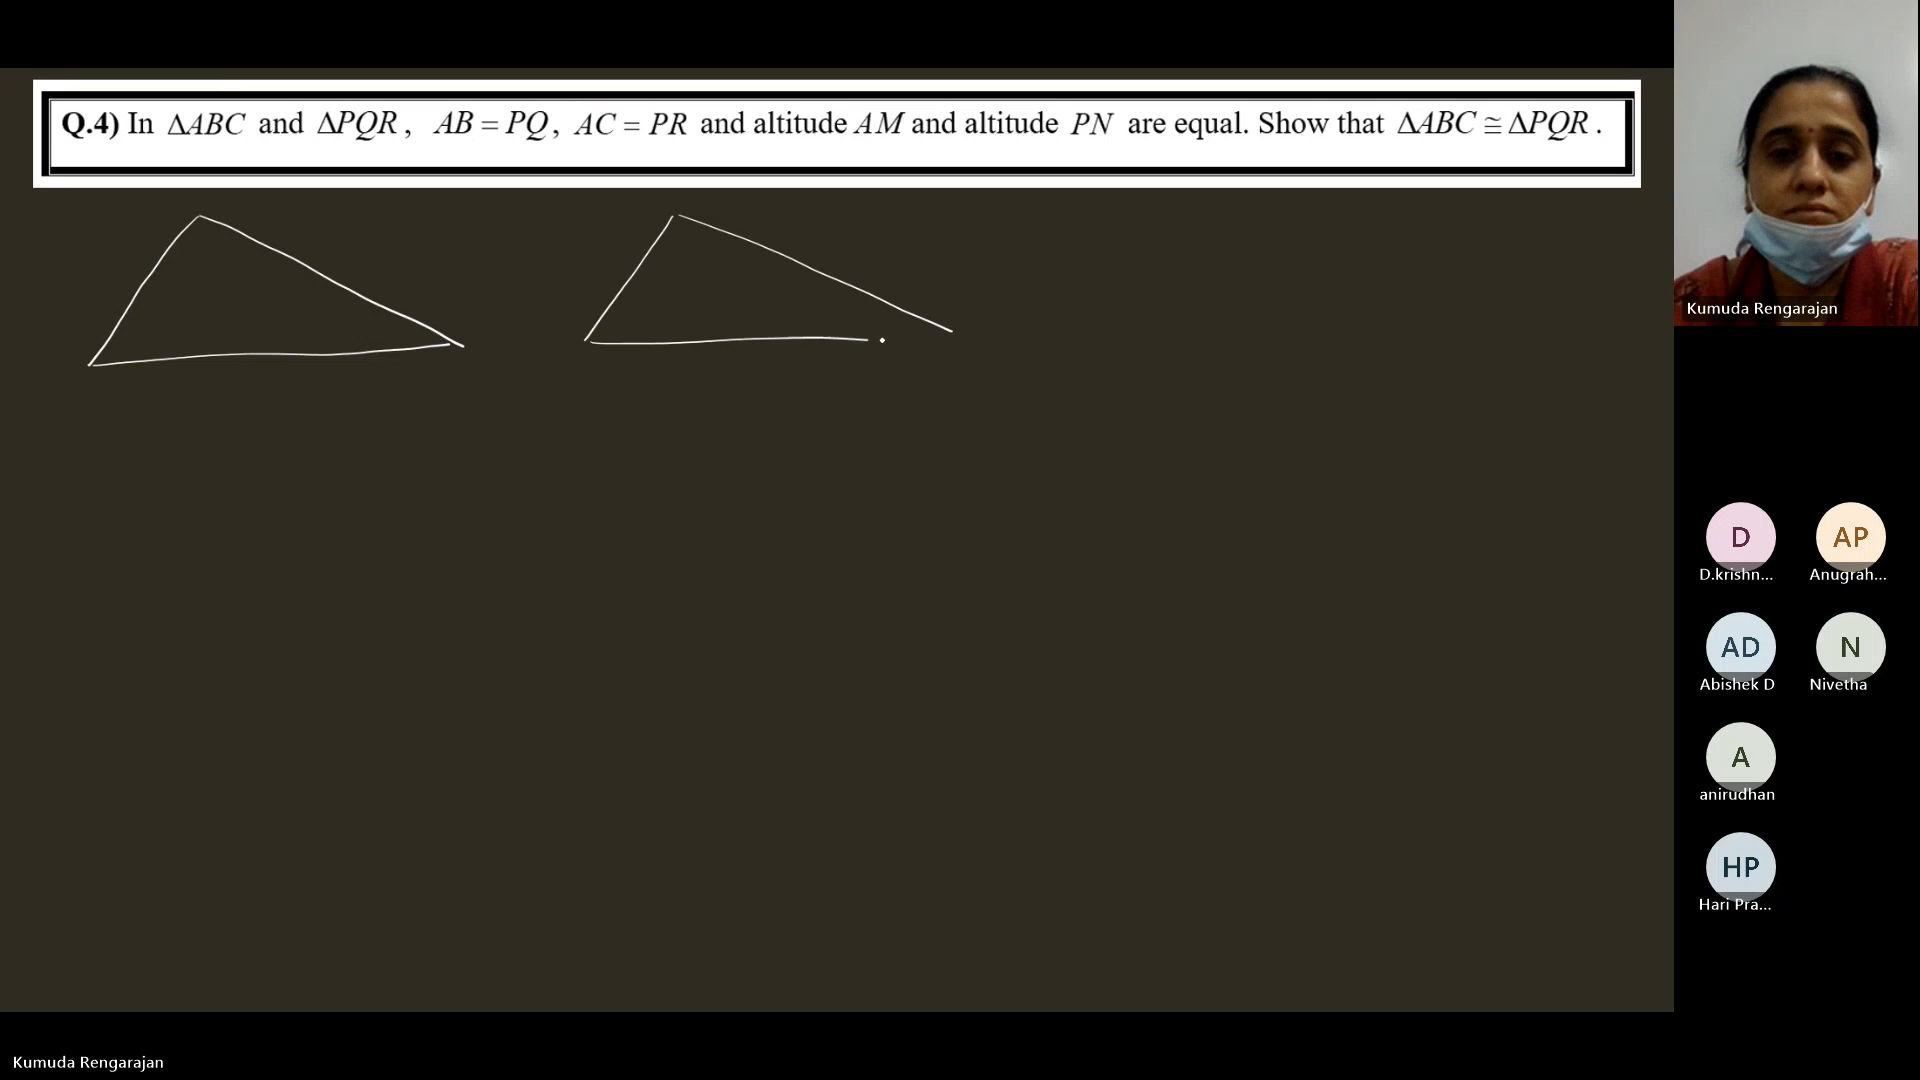 Q.4) In ΔABC and ΔPQR, AB = PQ, AC = PR and altitude AM and altitude PN are equal. Show that ΔABC ≅ ΔPQR.
Kumuda Rengarajan
D AP
D.krishn... Anugrah...
AD N
Abishek D Nivetha
A
anirudhan
HP
Hari Pra...
Kumuda Rengarajan